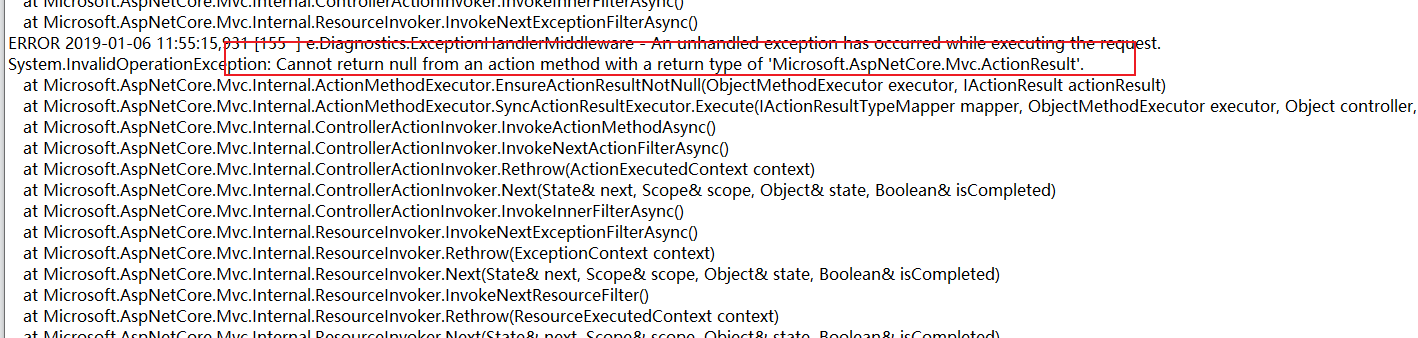 at Microsoft.AspNetCore.Mvc.Internal.ControllerActionInvoker.InvokeInnerFilterAsync()
at Microsoft.AspNetCore.Mvc.Internal.ResourceInvoker.InvokeNextExceptionFilterAsync()
ERROR 2019-01-06 11:55:15,931 [155 ] e.Diagnostics.ExceptionHandlerMiddleware - An unhandled exception has occurred while executing the request.
System.InvalidOperationException: Cannot return null from an action method with a return type of 'Microsoft.AspNetCore.Mvc.ActionResult'.
at Microsoft.AspNetCore.Mvc.Internal.ActionMethodExecutor.EnsureActionResultNotNull(ObjectMethodExecutor executor, IActionResult actionResult)
at Microsoft.AspNetCore.Mvc.Internal.ActionMethodExecutor.SyncActionResultExecutor.Execute(IActionResultTypeMapper mapper, ObjectMethodExecutor executor, Object controller,
at Microsoft.AspNetCore.Mvc.Internal.ControllerActionInvoker.InvokeActionMethodAsync()
at Microsoft.AspNetCore.Mvc.Internal.ControllerActionInvoker.InvokeNextActionFilterAsync()
at Microsoft.AspNetCore.Mvc.Internal.ControllerActionInvoker.Rethrow(ActionExecutedContext context)
at Microsoft.AspNetCore.Mvc.Internal.ControllerActionInvoker.Next(State& next, Scope& scope, Object& state, Boolean& isCompleted)
at Microsoft.AspNetCore.Mvc.Internal.ControllerActionInvoker.InvokeInnerFilterAsync()
at Microsoft.AspNetCore.Mvc.Internal.ResourceInvoker.InvokeNextExceptionFilterAsync()
at Microsoft.AspNetCore.Mvc.Internal.ResourceInvoker.Rethrow(ExceptionContext context)
at Microsoft.AspNetCore.Mvc.Internal.ResourceInvoker.Next(State& next, Scope& scope, Object& state, Boolean& isCompleted)
at Microsoft.AspNetCore.Mvc.Internal.ResourceInvoker.InvokeNextResourceFilter()
at Microsoft.AspNetCore.Mvc.Internal.ResourceInvoker.Rethrow(ResourceExecutedContext context)
at Microsoft.AspNetCore.Mvc.Internal.ResourceInvoker.Next(State& next, Scope& scope, Object& state, Boolean& isCompleted)